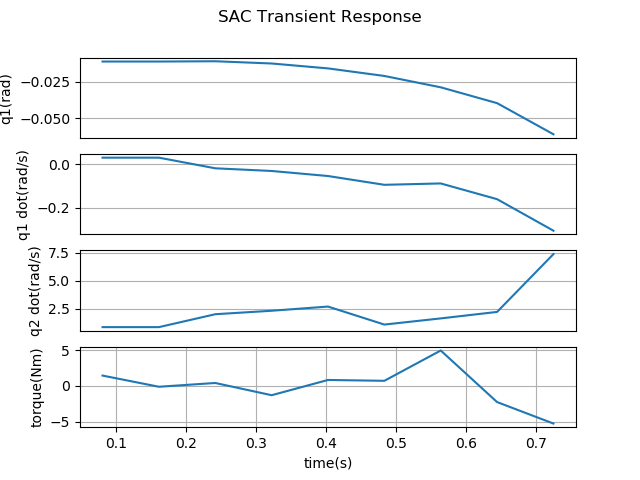 SAC Transient Response
q1(rad)
−0.025
−0.050
q1 dot(rad/s)
0.0
−0.2
q2 dot(rad/s)
7.5
5.0
2.5
torque(Nm)
5
0
−5
0.1 0.2 0.3 0.4 0.5 0.6 0.7
time(s)